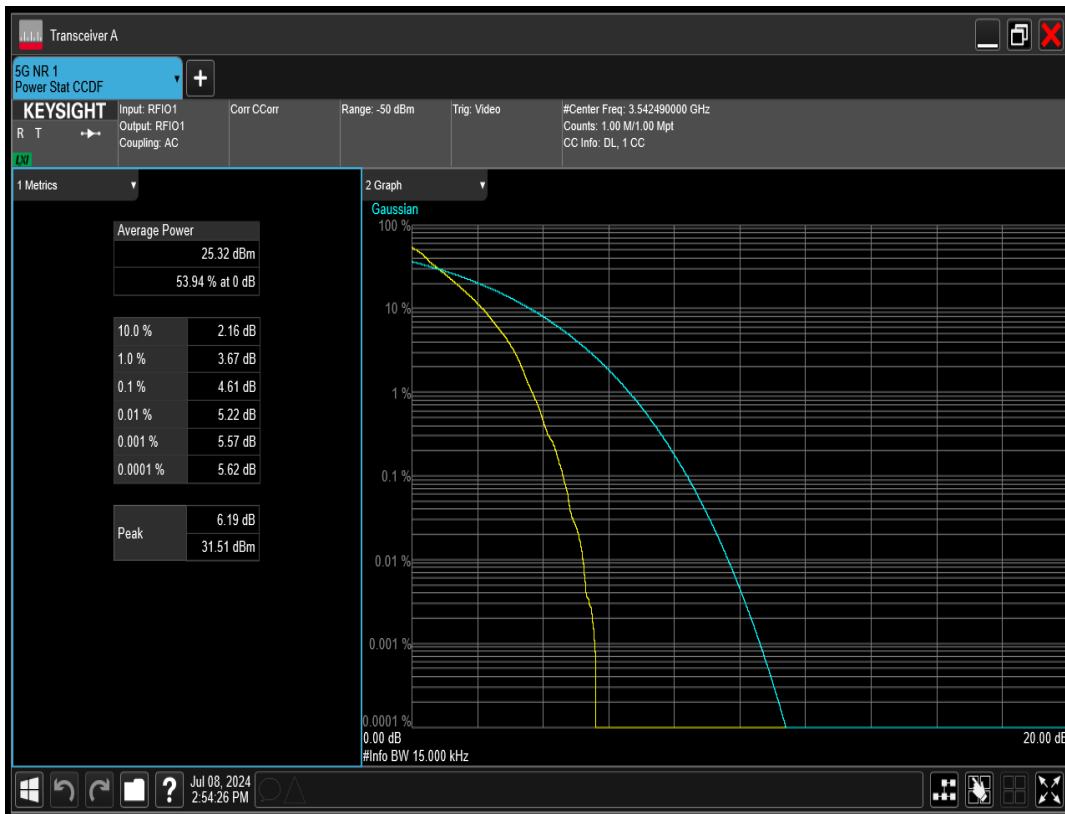 Transceiver A
5G NR 1
Power Stat CCDF
+
KEYSIGHT
R T
LXI
Input: RFIO1
Output: RFIO1
Coupling: AC
Corr CCorr
Range: -50 dBm
Trig: Video
#Center Freq: 3.542490000 GHz
Counts: 1.00 M/1.00 Mpt
CC Info: DL, 1 CC
1 Metrics
Average Power
25.32 dBm
53.94 % at 0 dB
10.0 % 2.16 dB
1.0 % 3.67 dB
0.1 % 4.61 dB
0.01 % 5.22 dB
0.001 % 5.57 dB
0.0001 % 5.62 dB
Peak
6.19 dB
31.51 dBm
2 Graph
Gaussian
100 %
10 %
1 %
0.1 %
0.01 %
0.001 %
0.0001 %
0.00 dB
20.00 dB
#Info BW 15.000 kHz
?
Jul 08, 2024
2:54:26 PM